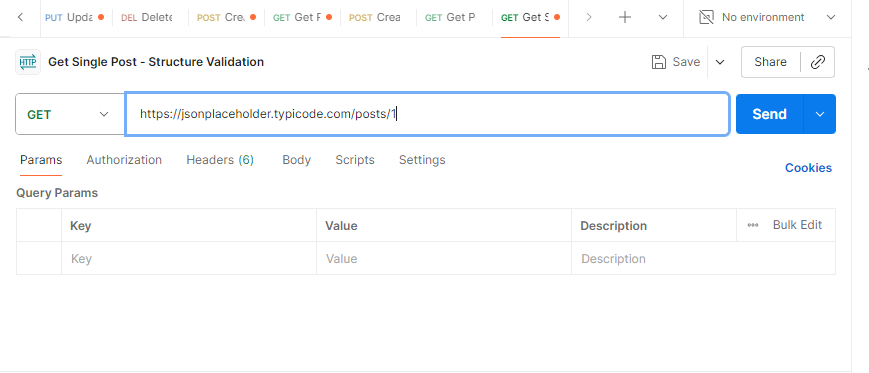 PUT Upda DEL Delete POST Crea GET Get F POST Crea GET Get P GET Get S No environment
HTTP Get Single Post - Structure Validation Save Share
GET https://jsonplaceholder.typicode.com/posts/1 Send
Params Authorization Headers (6) Body Scripts Settings Cookies
Query Params
Key Value Description Bulk Edit
Key Value Description